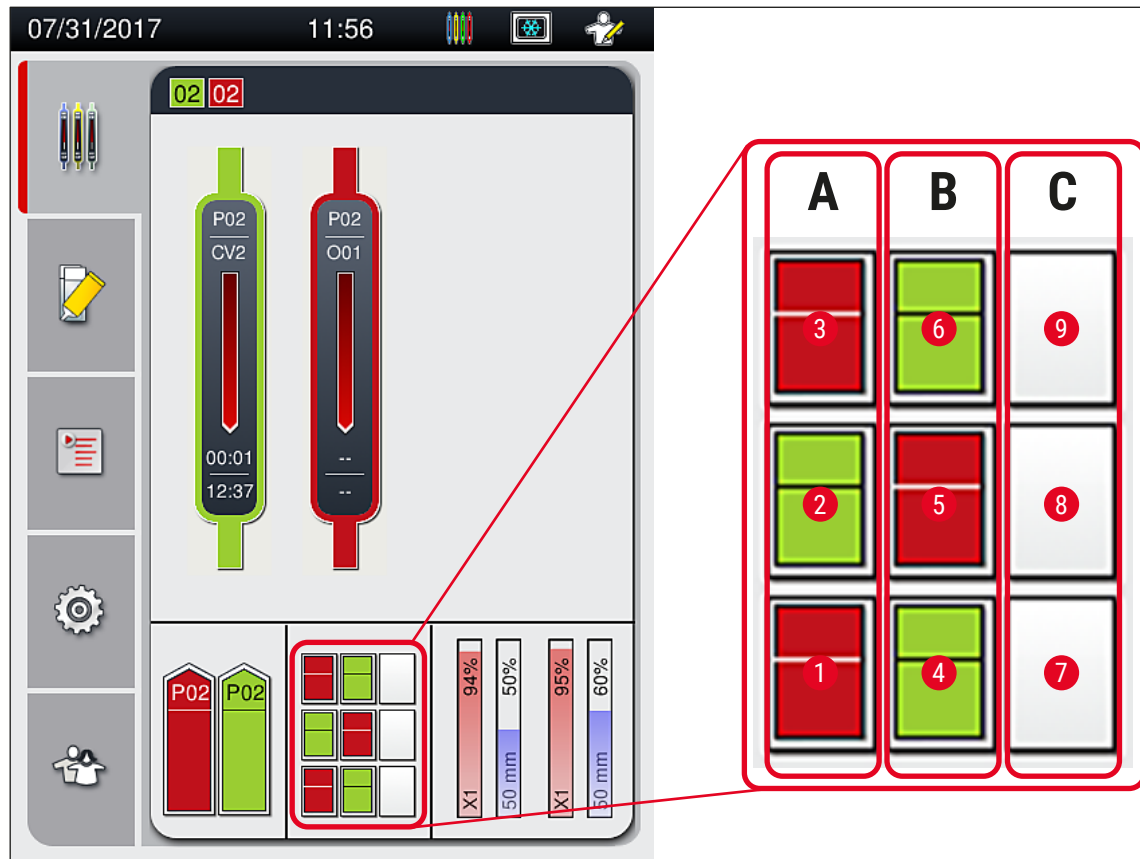 07/31/2017 11:56
02 02
P02 P02
CV2 O01
00:01 --
12:37 --
P02 P02
X1 94%
50 mm 50%
X1 95%
50 mm 60%
A B C
3 6 9
2 5 8
1 4 7